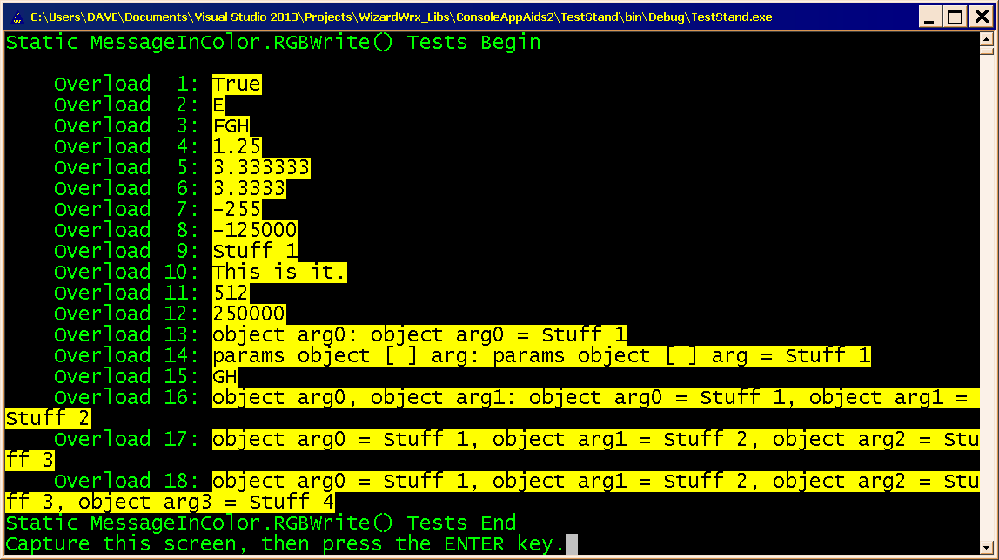 C:\Users\DAVE\Documents\Visual Studio 2013\Projects\WizardWrx_Libs\ConsoleAppAids2\TestStand\bin\Debug\TestStand.exe
Static MessageInColor.RGBWrite() Tests Begin
Overload  1: True
Overload  2: E
Overload  3: FGH
Overload  4: 1.25
Overload  5: 3.333333
Overload  6: 3.3333
Overload  7: -255
Overload  8: -125000
Overload  9: Stuff 1
Overload 10: This is it.
Overload 11: 512
Overload 12: 250000
Overload 13: object arg0: object arg0 = Stuff 1
Overload 14: params object [ ] arg: params object [ ] arg = Stuff 1
Overload 15: GH
Overload 16: object arg0, object arg1: object arg0 = Stuff 1, object arg1 =
Stuff 2
Overload 17: object arg0 = Stuff 1, object arg1 = Stuff 2, object arg2 = Stu
ff 3
Overload 18: object arg0 = Stuff 1, object arg1 = Stuff 2, object arg2 = Stu
ff 3, object arg3 = Stuff 4
Static MessageInColor.RGBWrite() Tests End
Capture this screen, then press the ENTER key.